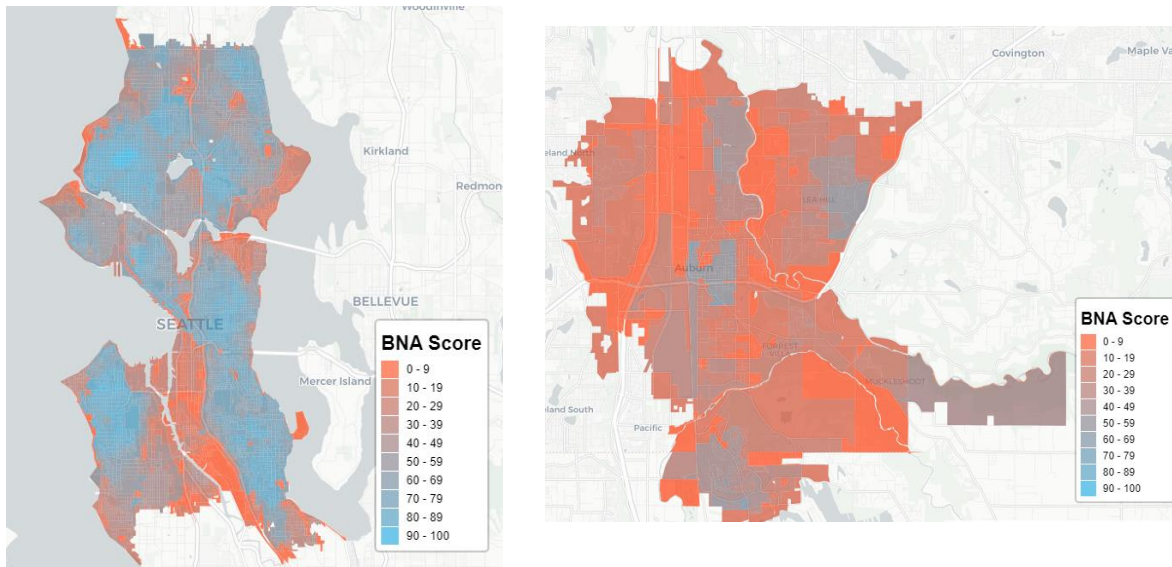 Woodinville
Kirkland
Redmon
BELLEVUE
SEATTLE
Mercer Island
BNA Score
0 - 9
10 - 19
20 - 29
30 - 39
40 - 49
50 - 59
60 - 69
70 - 79
80 - 89
90 - 100
Covington
Maple Va
eland North
LEA HILL
Auburn
MUCKLESHOOT
eland South
Pacific
BNA Score
0 - 9
10 - 19
20 - 29
30 - 39
40 - 49
50 - 59
60 - 69
70 - 79
80 - 89
90 - 100